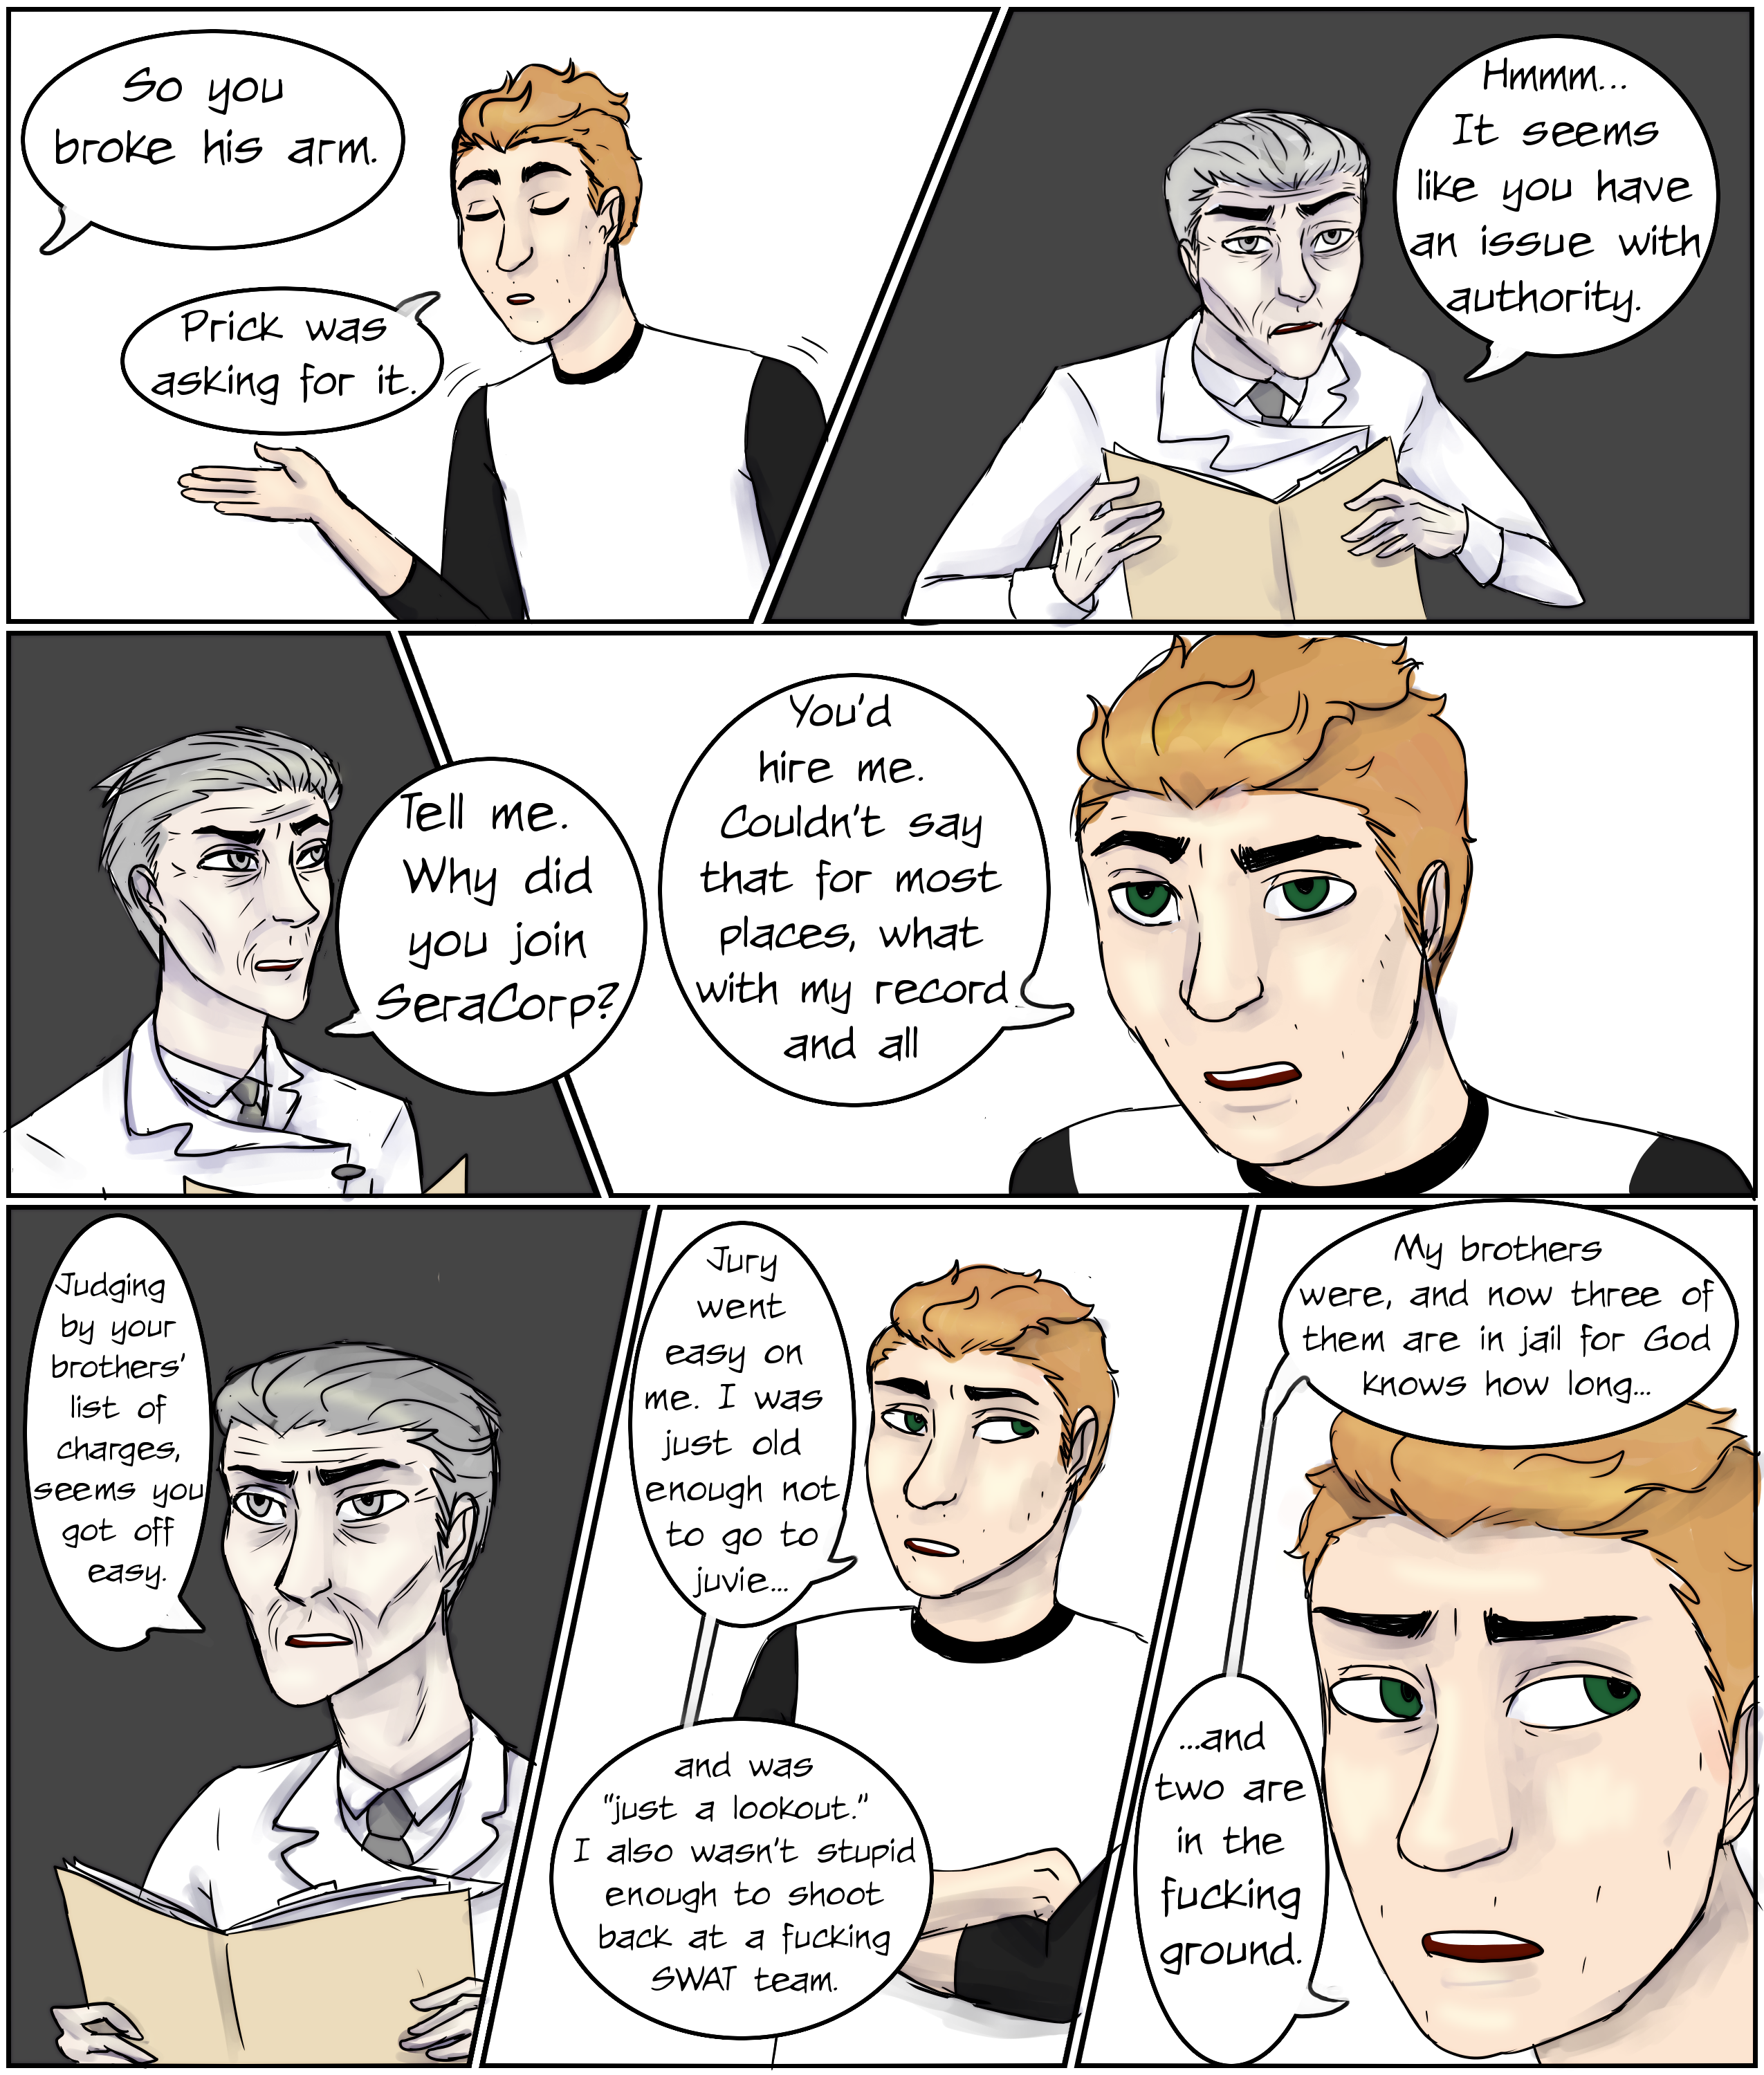 So you
broke his arm.
Prick was
asking for it.
Hmmm...
It seems
like you have
an issue with
authority.
Tell me.
Why did
you join
SeraCorp?
You'd
hire me.
Couldn't say
that for most
places, what
with my record
and all
Judging
by your
brothers'
list of
charges,
seems you
got off
easy.
Jury
went
easy on
me. I was
just old
enough not
to go to
juvie...
and was
"just a lookout."
I also wasn't stupid
enough to shoot
back at a fucking
SWAT team.
My brothers
were, and now three of
them are in jail for God
knows how long...
...and
two are
in the
fucking
ground.